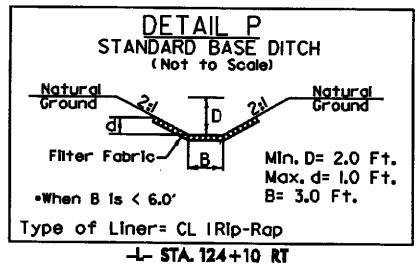 DETAIL P
STANDARD BASE DITCH
(Not to Scale)
Natural
Ground
2:1
2:1
Natural
Ground
d
D
Filter Fabric
B
Min. D= 2.0 Ft.
Max. d= 1.0 Ft.
B= 3.0 Ft.
*When B is < 6.0'
Type of Liner= CL I Rip-Rap
-L- STA. 124+10 RT